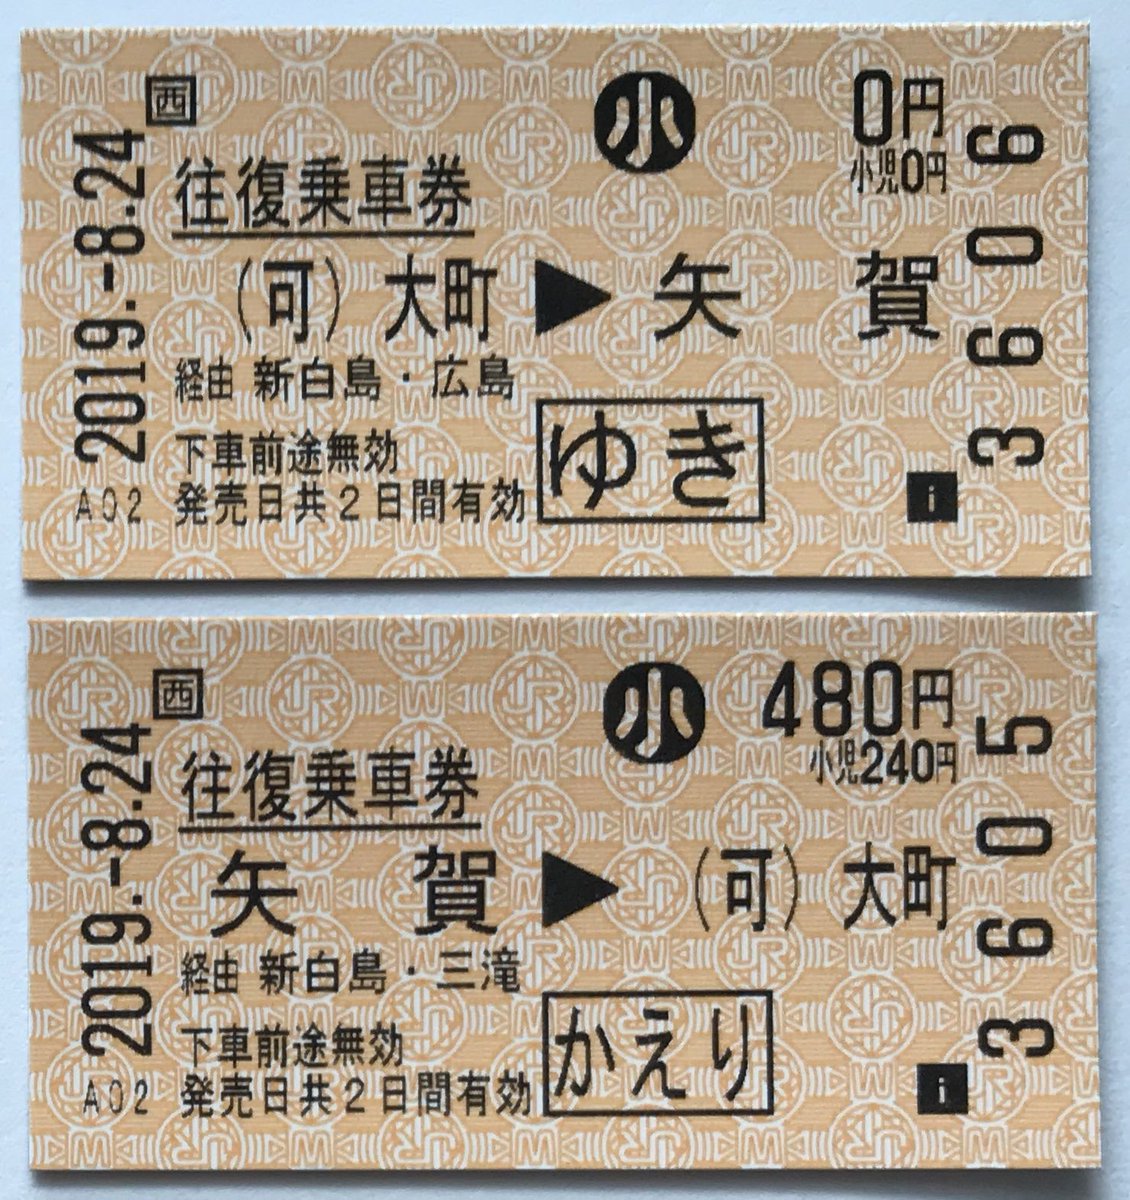 西
小
0円
小児0円
2019.-8.24
往復乗車券
(可)大町▶矢賀
経由 新白島・広島
下車前途無効
ゆき
A02 発売日共2日間有効
i
3606
西
小
480円
小児240円
2019.-8.24
往復乗車券
矢賀▶(可)大町
経由 新白島・三滝
下車前途無効
かえり
A02 発売日共2日間有効
i
3605